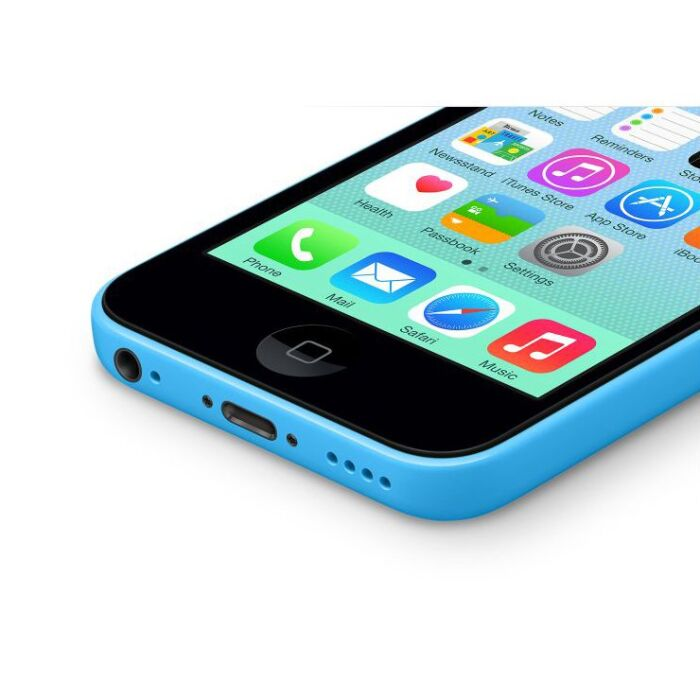 Notes
Reminders
Newsstand
iTunes Store
App Store
Health
Passbook
Settings
Phone
Mail
Safari
Music